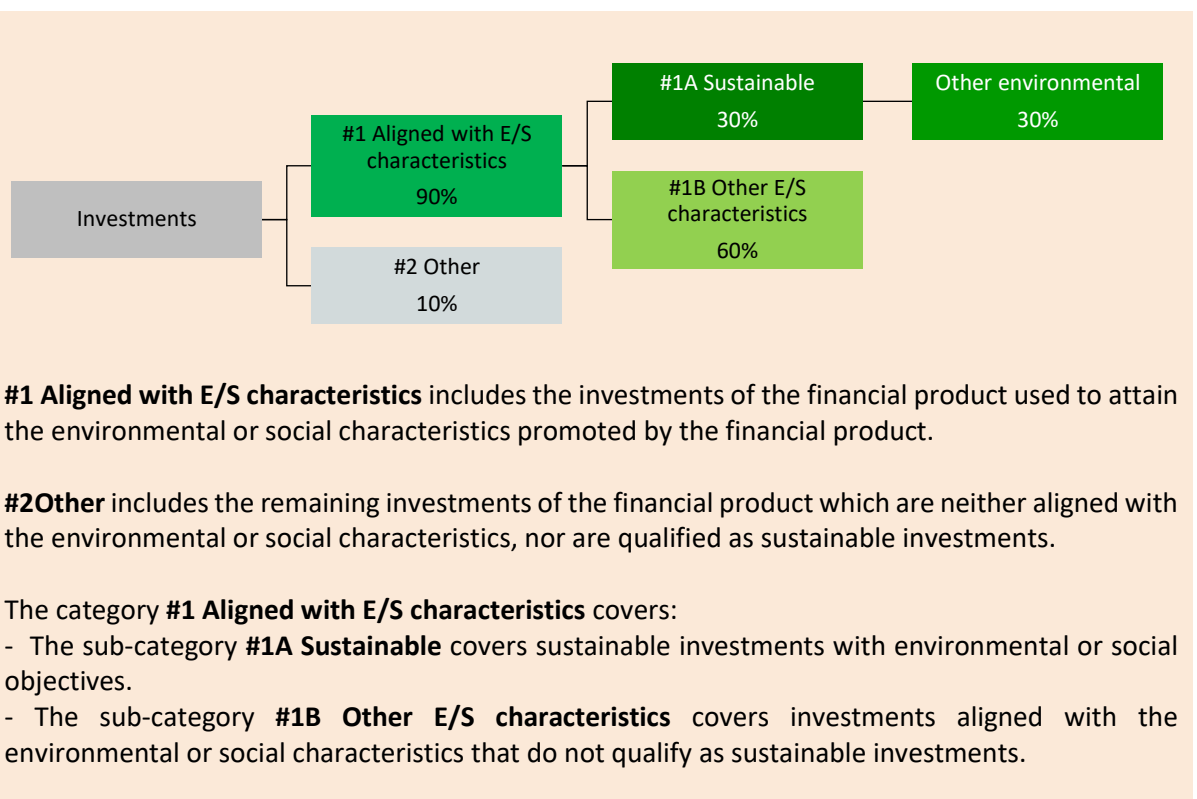 #1A Sustainable
30%
Other environmental
30%
#1 Aligned with E/S
characteristics
90%
#1B Other E/S
characteristics
60%
Investments
#2 Other
10%
#1 Aligned with E/S characteristics includes the investments of the financial product used to attain
the environmental or social characteristics promoted by the financial product.
#2Other includes the remaining investments of the financial product which are neither aligned with
the environmental or social characteristics, nor are qualified as sustainable investments.
The category #1 Aligned with E/S characteristics covers:
- The sub-category #1A Sustainable covers sustainable investments with environmental or social
objectives.
- The sub-category #1B Other E/S characteristics covers investments aligned with the
environmental or social characteristics that do not qualify as sustainable investments.